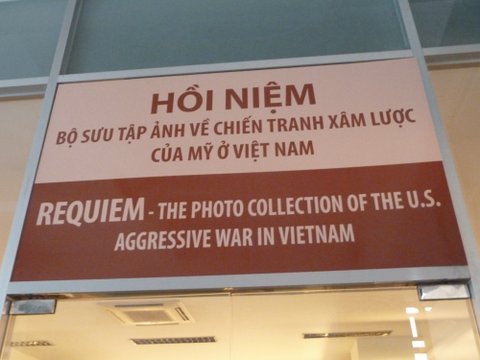 HỒI NIỆM
BỘ SƯU TẬP ẢNH VỀ CHIẾN TRANH XÂM LƯỢC
CỦA MỸ Ở VIỆT NAM
REQUIEM - THE PHOTO COLLECTION OF THE U.S.
AGGRESSIVE WAR IN VIETNAM